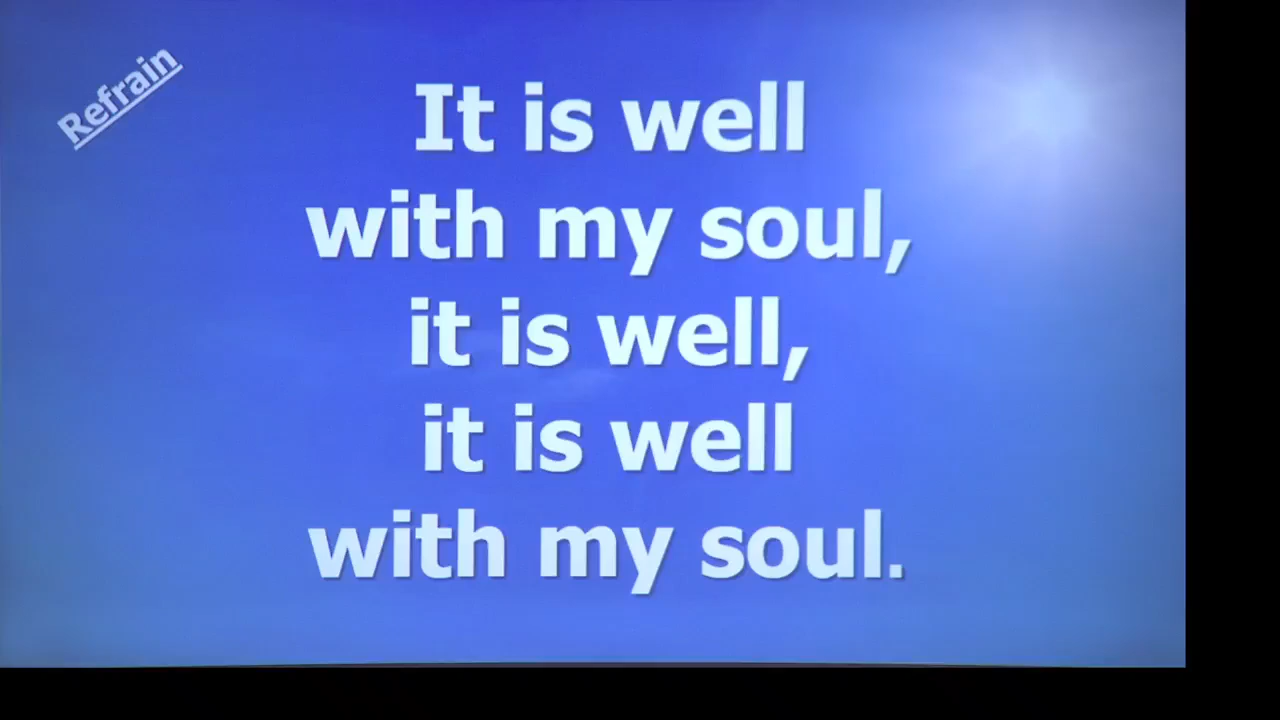 Refrain
It is well
with my soul,
it is well,
it is well
with my soul.